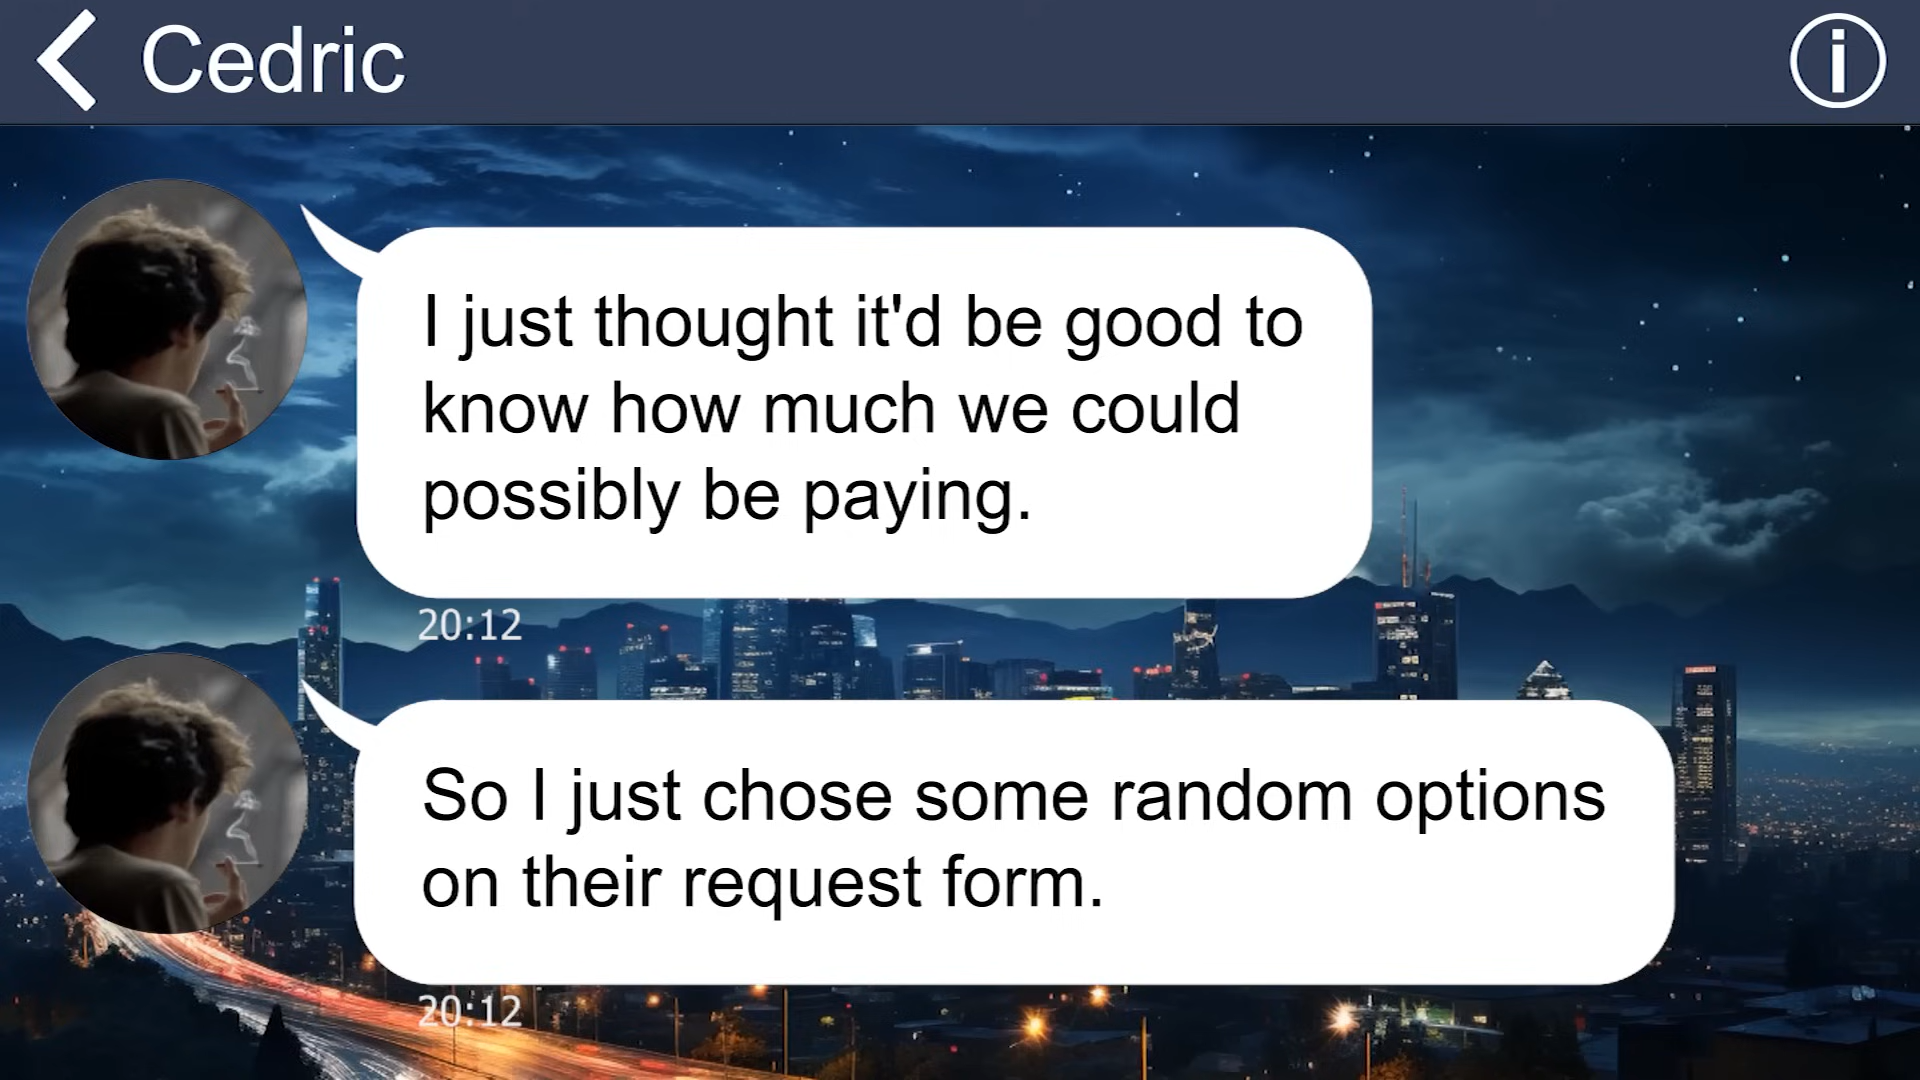 Cedric
I just thought it'd be good to
know how much we could
possibly be paying.
20:12
So I just chose some random options
on their request form.
20:12